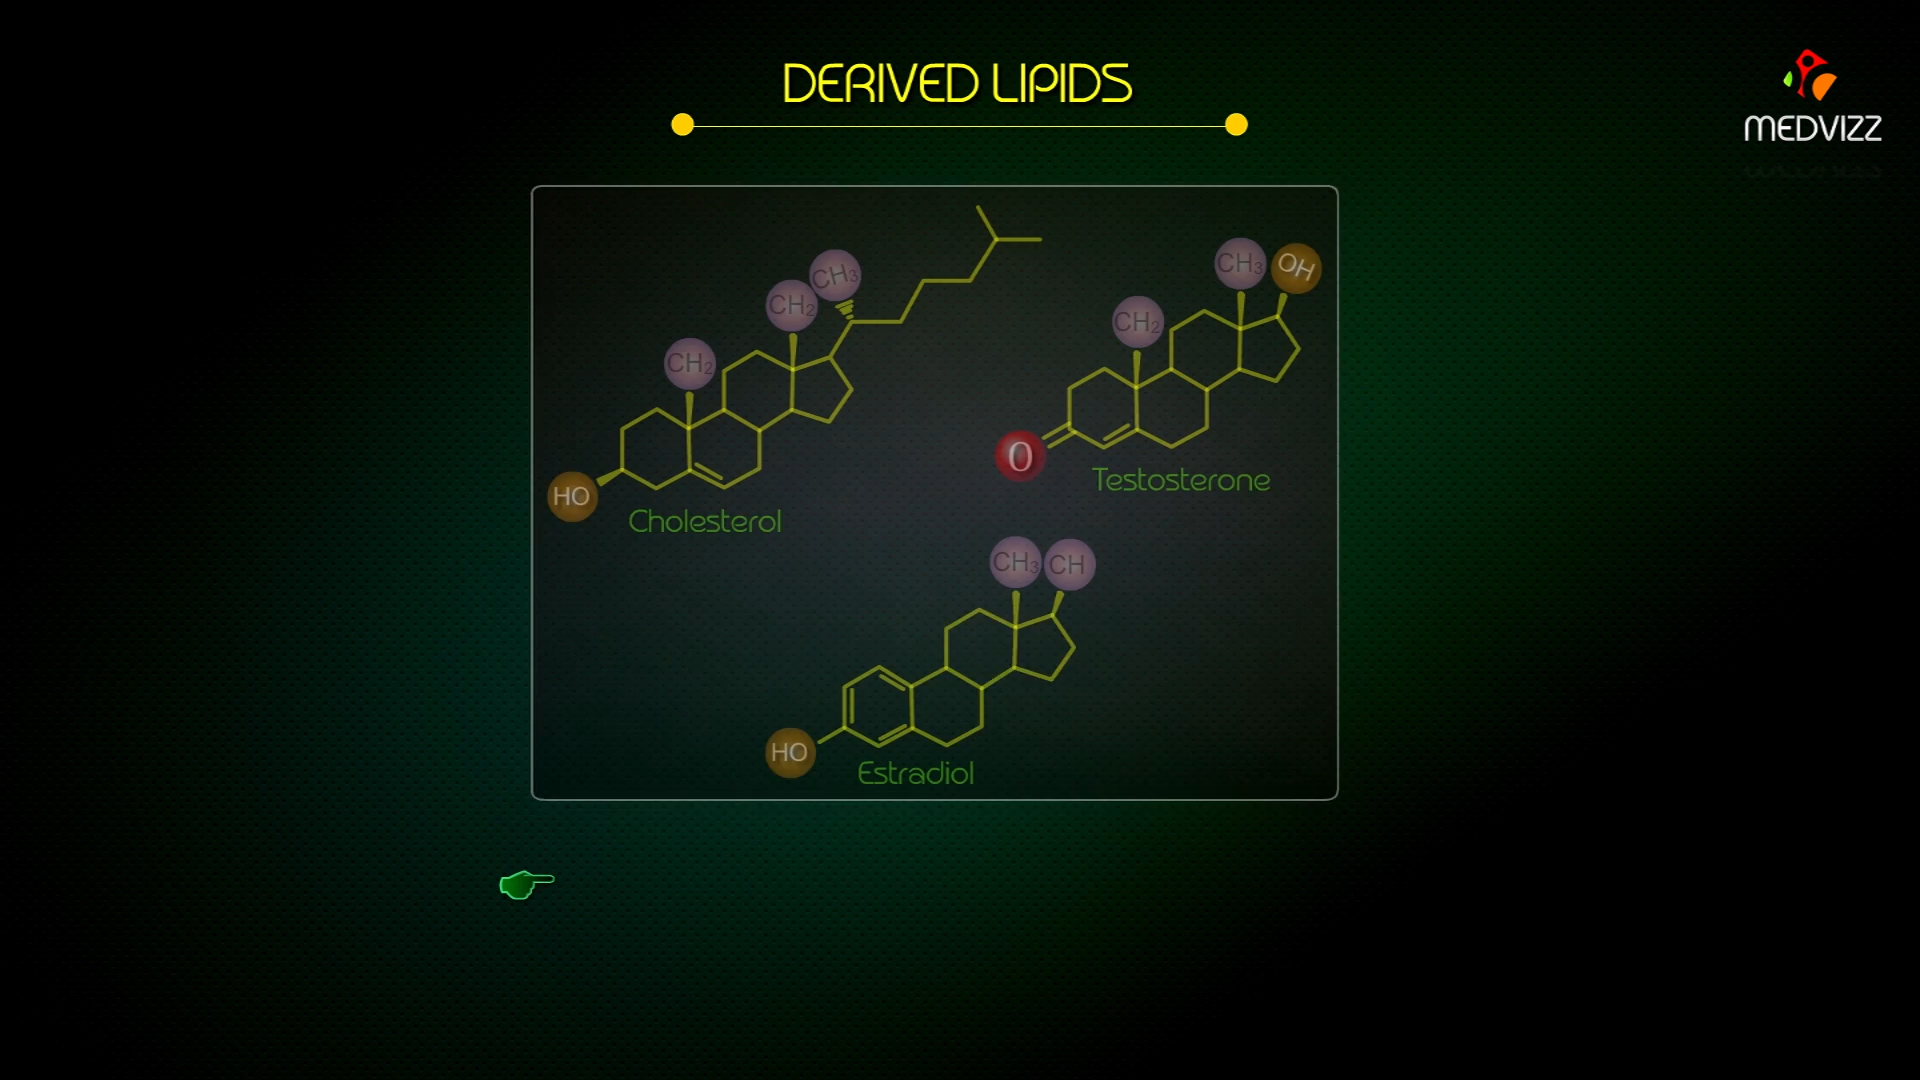 DERIVED LIPIDS
MEDVIZZ
CH₃
CH₂
CH₂
HO
Cholesterol
CH₃
OH
CH₂
O
Testosterone
CH₃
CH
HO
Estradiol